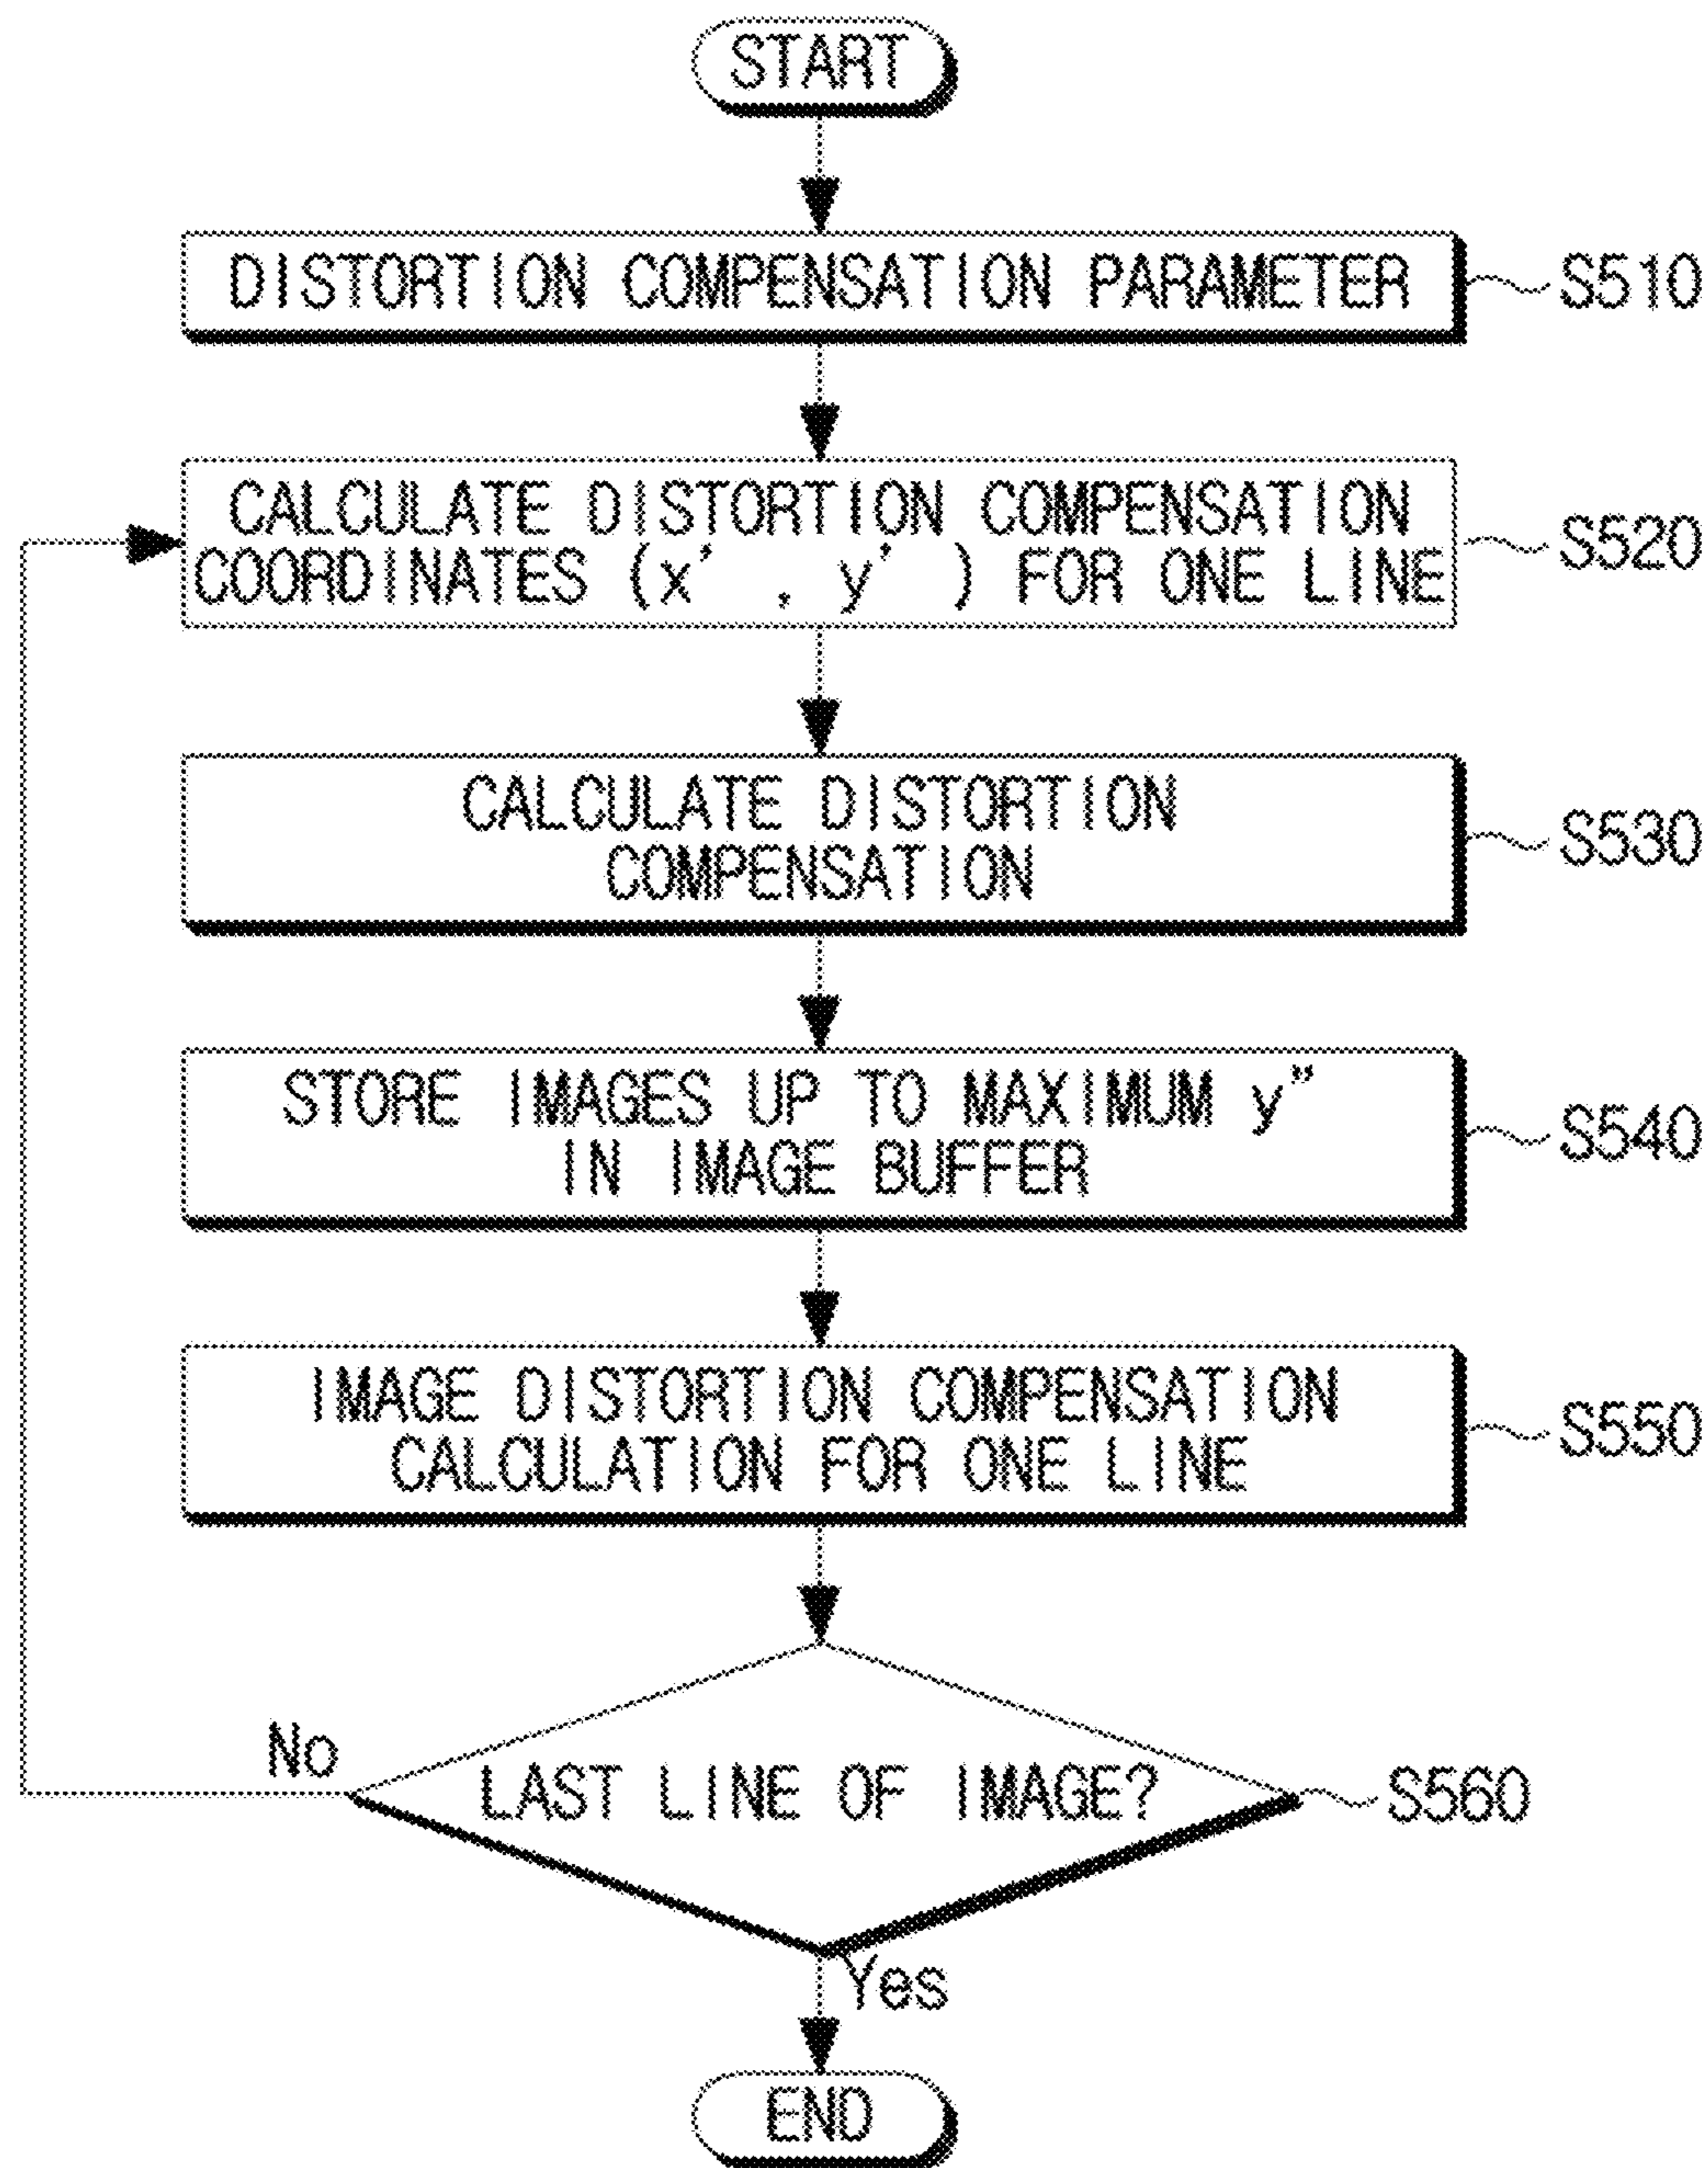 START
DISTORTION COMPENSATION PARAMETER
S510
CALCULATE DISTORTION COMPENSATION
COORDINATES (x' , y' ) FOR ONE LINE
S520
CALCULATE DISTORTION
COMPENSATION
S530
STORE IMAGES UP TO MAXIMUM y"
IN IMAGE BUFFER
S540
IMAGE DISTORTION COMPENSATION
CALCULATION FOR ONE LINE
S550
No
LAST LINE OF IMAGE?
S560
Yes
END